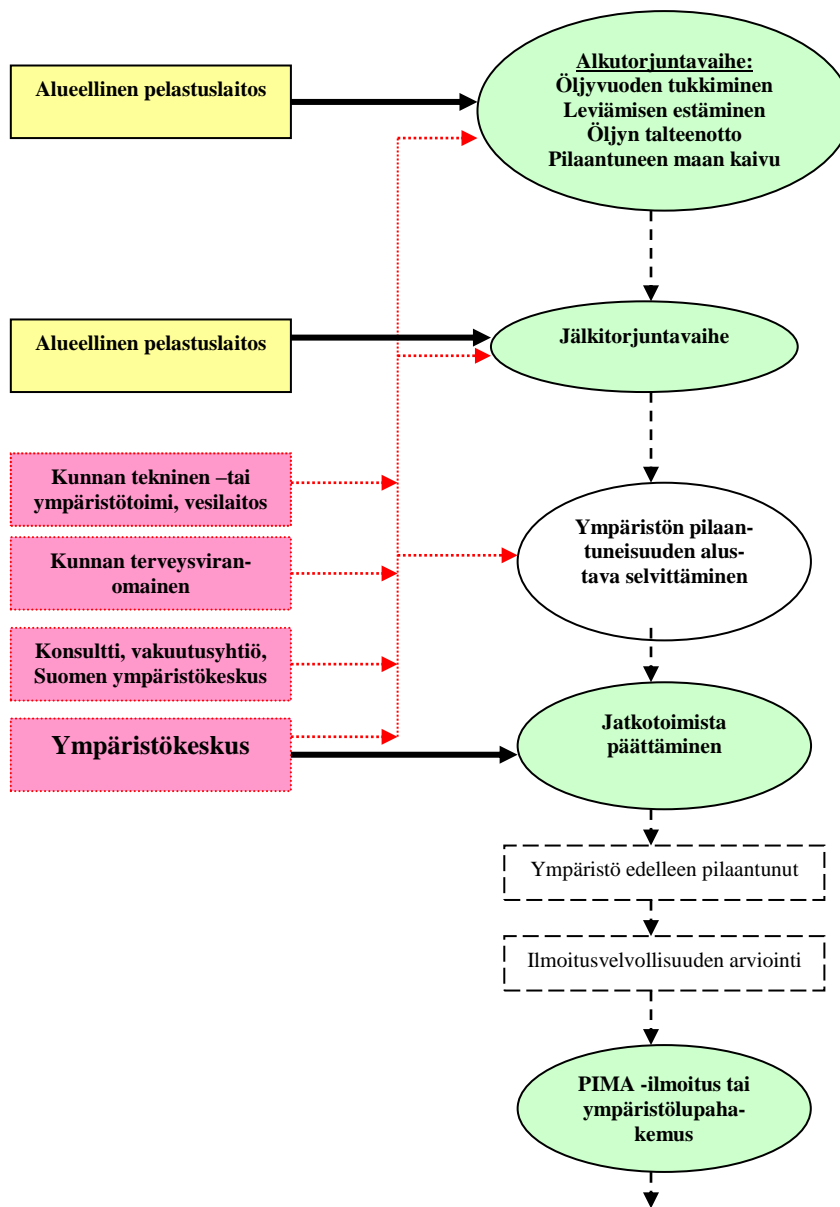 Alueellinen pelastuslaitos
Alkutorjuntavaihe:
Öljyvuoden tukkiminen
Leviämisen estäminen
Öljyn talteenotto
Pilaantuneen maan kaivu
Alueellinen pelastuslaitos
Jälkitorjuntavaihe
Kunnan tekninen –tai
ympäristötoimi, vesilaitos
Kunnan terveysviran-
omainen
Ympäristön pilaan-
tuneisuuden alus-
tava selvittäminen
Konsultti, vakuutusyhtiö,
Suomen ympäristökeskus
Ympäristökeskus
Jatkotoimista
päättäminen
Ympäristö edelleen pilaantunut
Ilmoitusvelvollisuuden arviointi
PIMA -ilmoitus tai
ympäristölupaha-
kemus